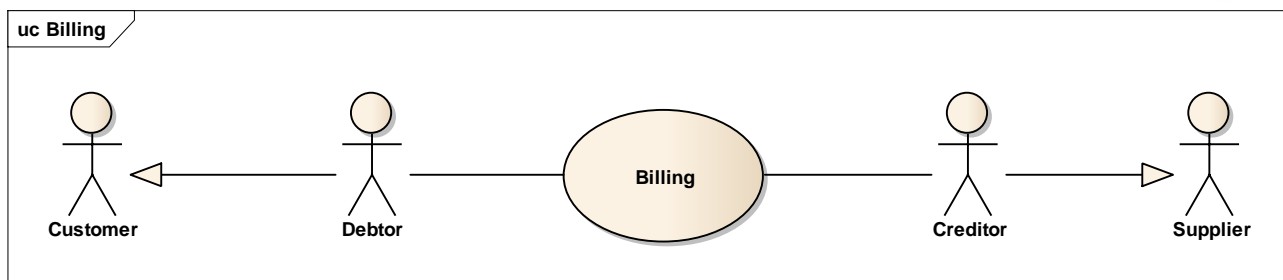 uc Billing
Billing
Customer
Debtor
Creditor
Supplier